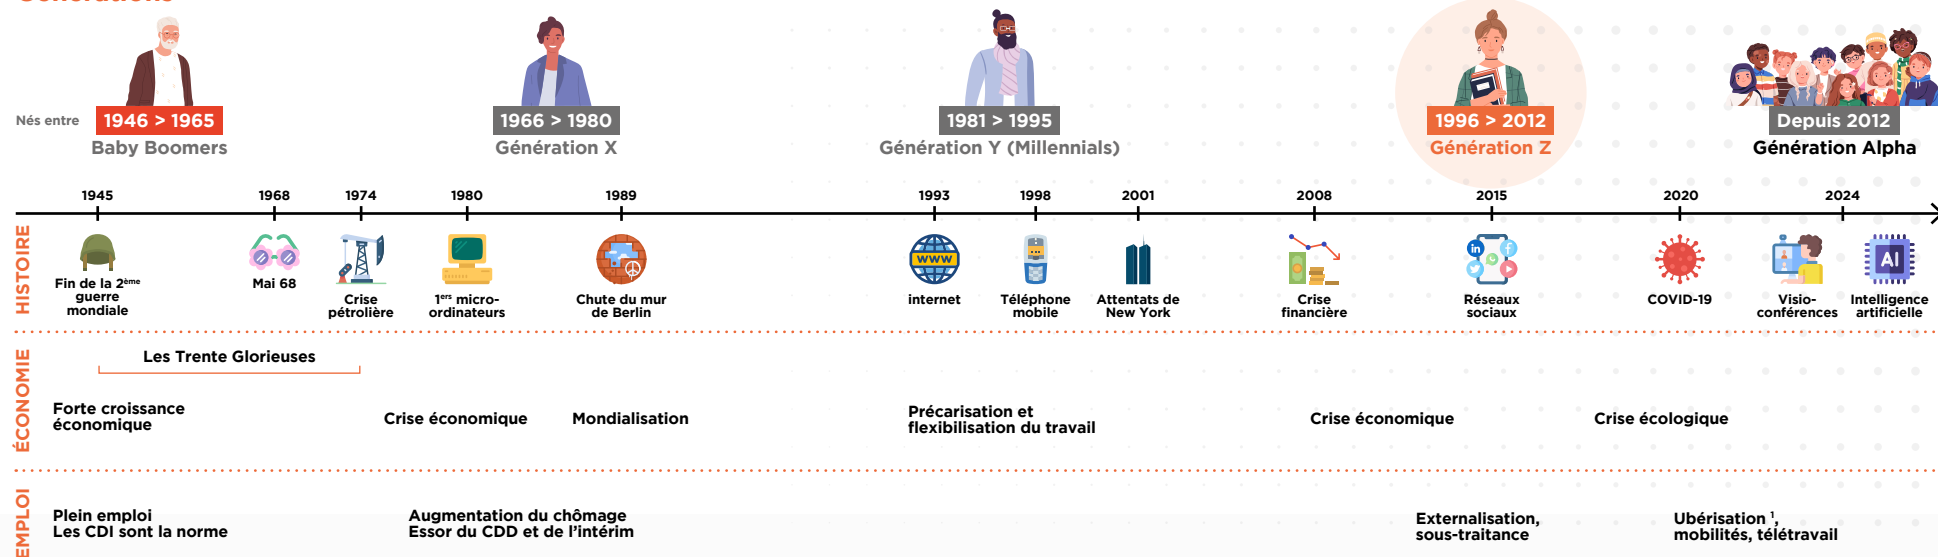 Générations
Nés entre
1946 > 1965
Baby Boomers
1966 > 1980
Génération X
1981 > 1995
Génération Y (Millennials)
1996 > 2012
Génération Z
Depuis 2012
Génération Alpha
1945
1968
1974
1980
1989
1993
1998
2001
2008
2015
2020
2024
HISTOIRE
Fin de la 2ème
guerre
mondiale
Mai 68
Crise
pétrolière
1ers micro-
ordinateurs
Chute du mur
de Berlin
www
internet
Téléphone
mobile
Attentats de
New York
Crise
financière
in
f
Réseaux
sociaux
COVID-19
Visio-
conférences
AI
Intelligence
artificielle
ÉCONOMIE
Les Trente Glorieuses
Forte croissance
économique
Crise économique
Mondialisation
Précarisation et
flexibilisation du travail
Crise économique
Crise écologique
EMPLOI
Plein emploi
Les CDI sont la norme
Augmentation du chômage
Essor du CDD et de l'intérim
Externalisation,
sous-traitance
Ubérisation 1,
mobilités, télétravail